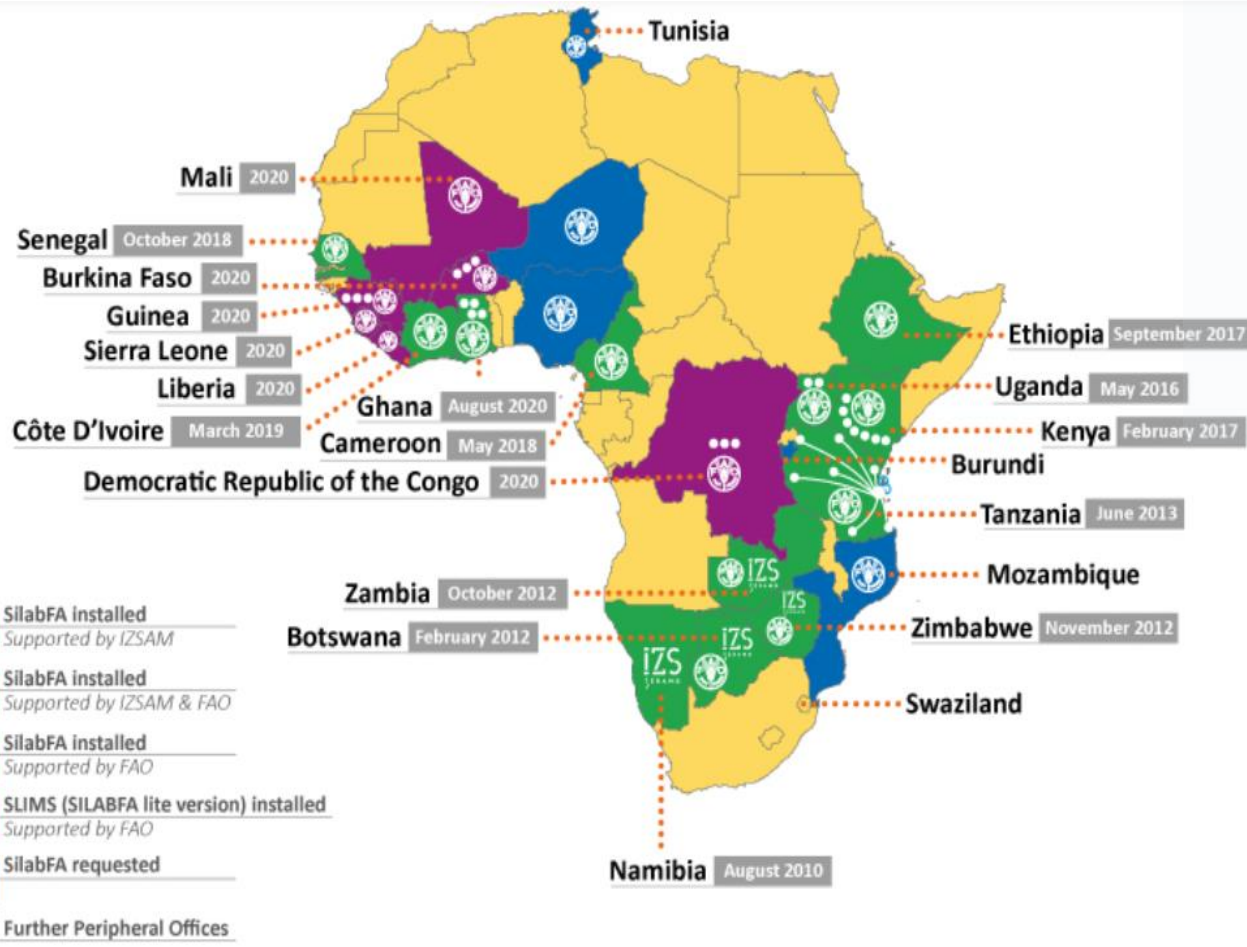 Tunisia
Mali 2020
Senegal October 2018
Burkina Faso 2020
Guinea 2020
Sierra Leone 2020
Liberia 2020
Côte D'Ivoire March 2019
Ghana August 2020
Cameroon May 2018
Democratic Republic of the Congo 2020
Ethiopia September 2017
Uganda May 2016
Kenya February 2017
Burundi
Tanzania June 2013
Mozambique
Zambia October 2012
IZS
TERAMO
IZS
Botswana February 2012
IZS
TERAMO
Zimbabwe November 2012
IZS
TERAMO
Swaziland
Namibia August 2010
SilabFA installed
Supported by IZSAM
SilabFA installed
Supported by IZSAM & FAO
SilabFA installed
Supported by FAO
SLIMS (SILABFA lite version) installed
Supported by FAO
SilabFA requested
Further Peripheral Offices